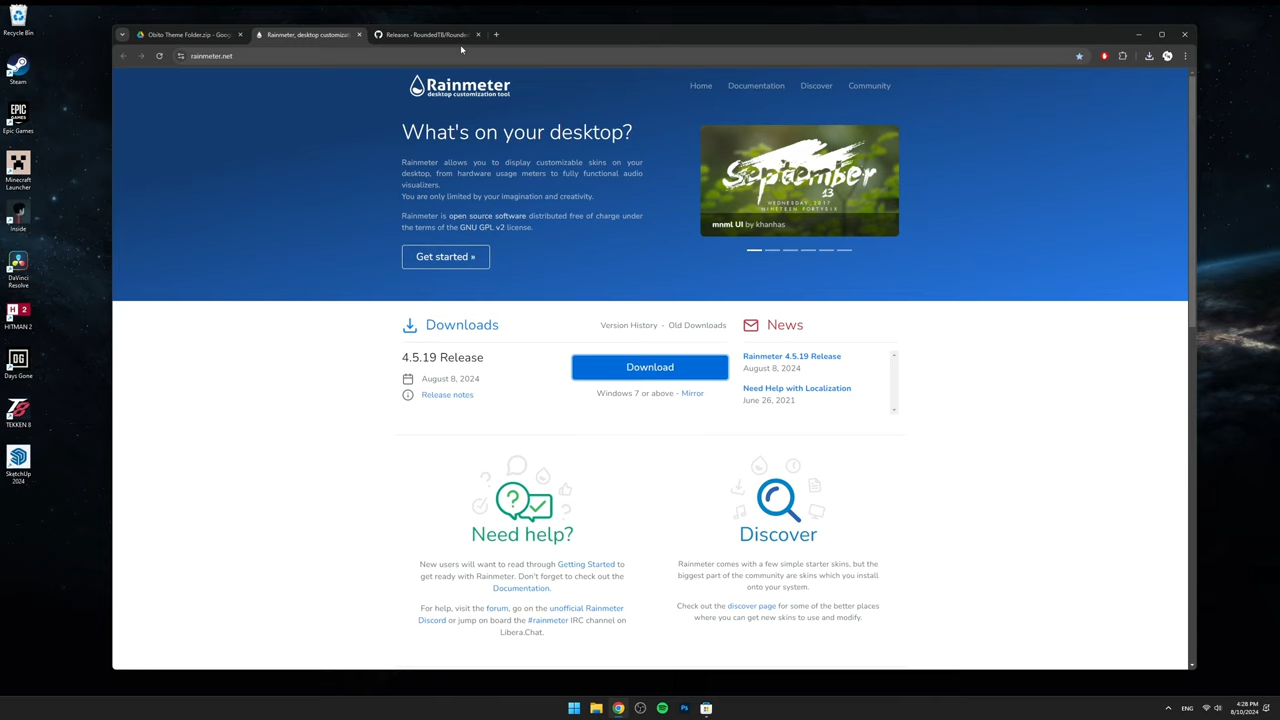 Recycle Bin
Steam
Epic Games
Minecraft
Launcher
Inside
DaVinci
Resolve
HITMAN 2
Days Gone
TEKKEN 8
SketchUp
2024
Obito Theme Folder.zip - Goog
Rainmeter, desktop customizati
Releases · RoundedTB/Rounded
rainmeter.net
Rainmeter
desktop customization tool
Home
Documentation
Discover
Community
What's on your desktop?
Rainmeter allows you to display customizable skins on your
desktop, from hardware usage meters to fully functional audio
visualizers.
You are only limited by your imagination and creativity.
Rainmeter is open source software distributed free of charge under
the terms of the GNU GPL v2 license.
Get started »
September
13
WEDNESDAY, 2017
NINETEEN FORTYSIX
mnml UI by khanhas
Downloads
Version History - Old Downloads
4.5.19 Release
August 8, 2024
Release notes
Download
Windows 7 or above - Mirror
News
Rainmeter 4.5.19 Release
August 8, 2024
Need Help with Localization
June 26, 2021
Need help?
New users will want to read through Getting Started to
get ready with Rainmeter. Don't forget to check out the
Documentation.
For help, visit the forum, go on the unofficial Rainmeter
Discord or jump on board the #rainmeter IRC channel on
Libera.Chat.
Discover
Rainmeter comes with a few simple starter skins, but the
biggest part of the community are skins which you install
onto your system.
Check out the discover page for some of the better places
where you can get new skins to use and modify.
ENG
4:28 PM
8/10/2024